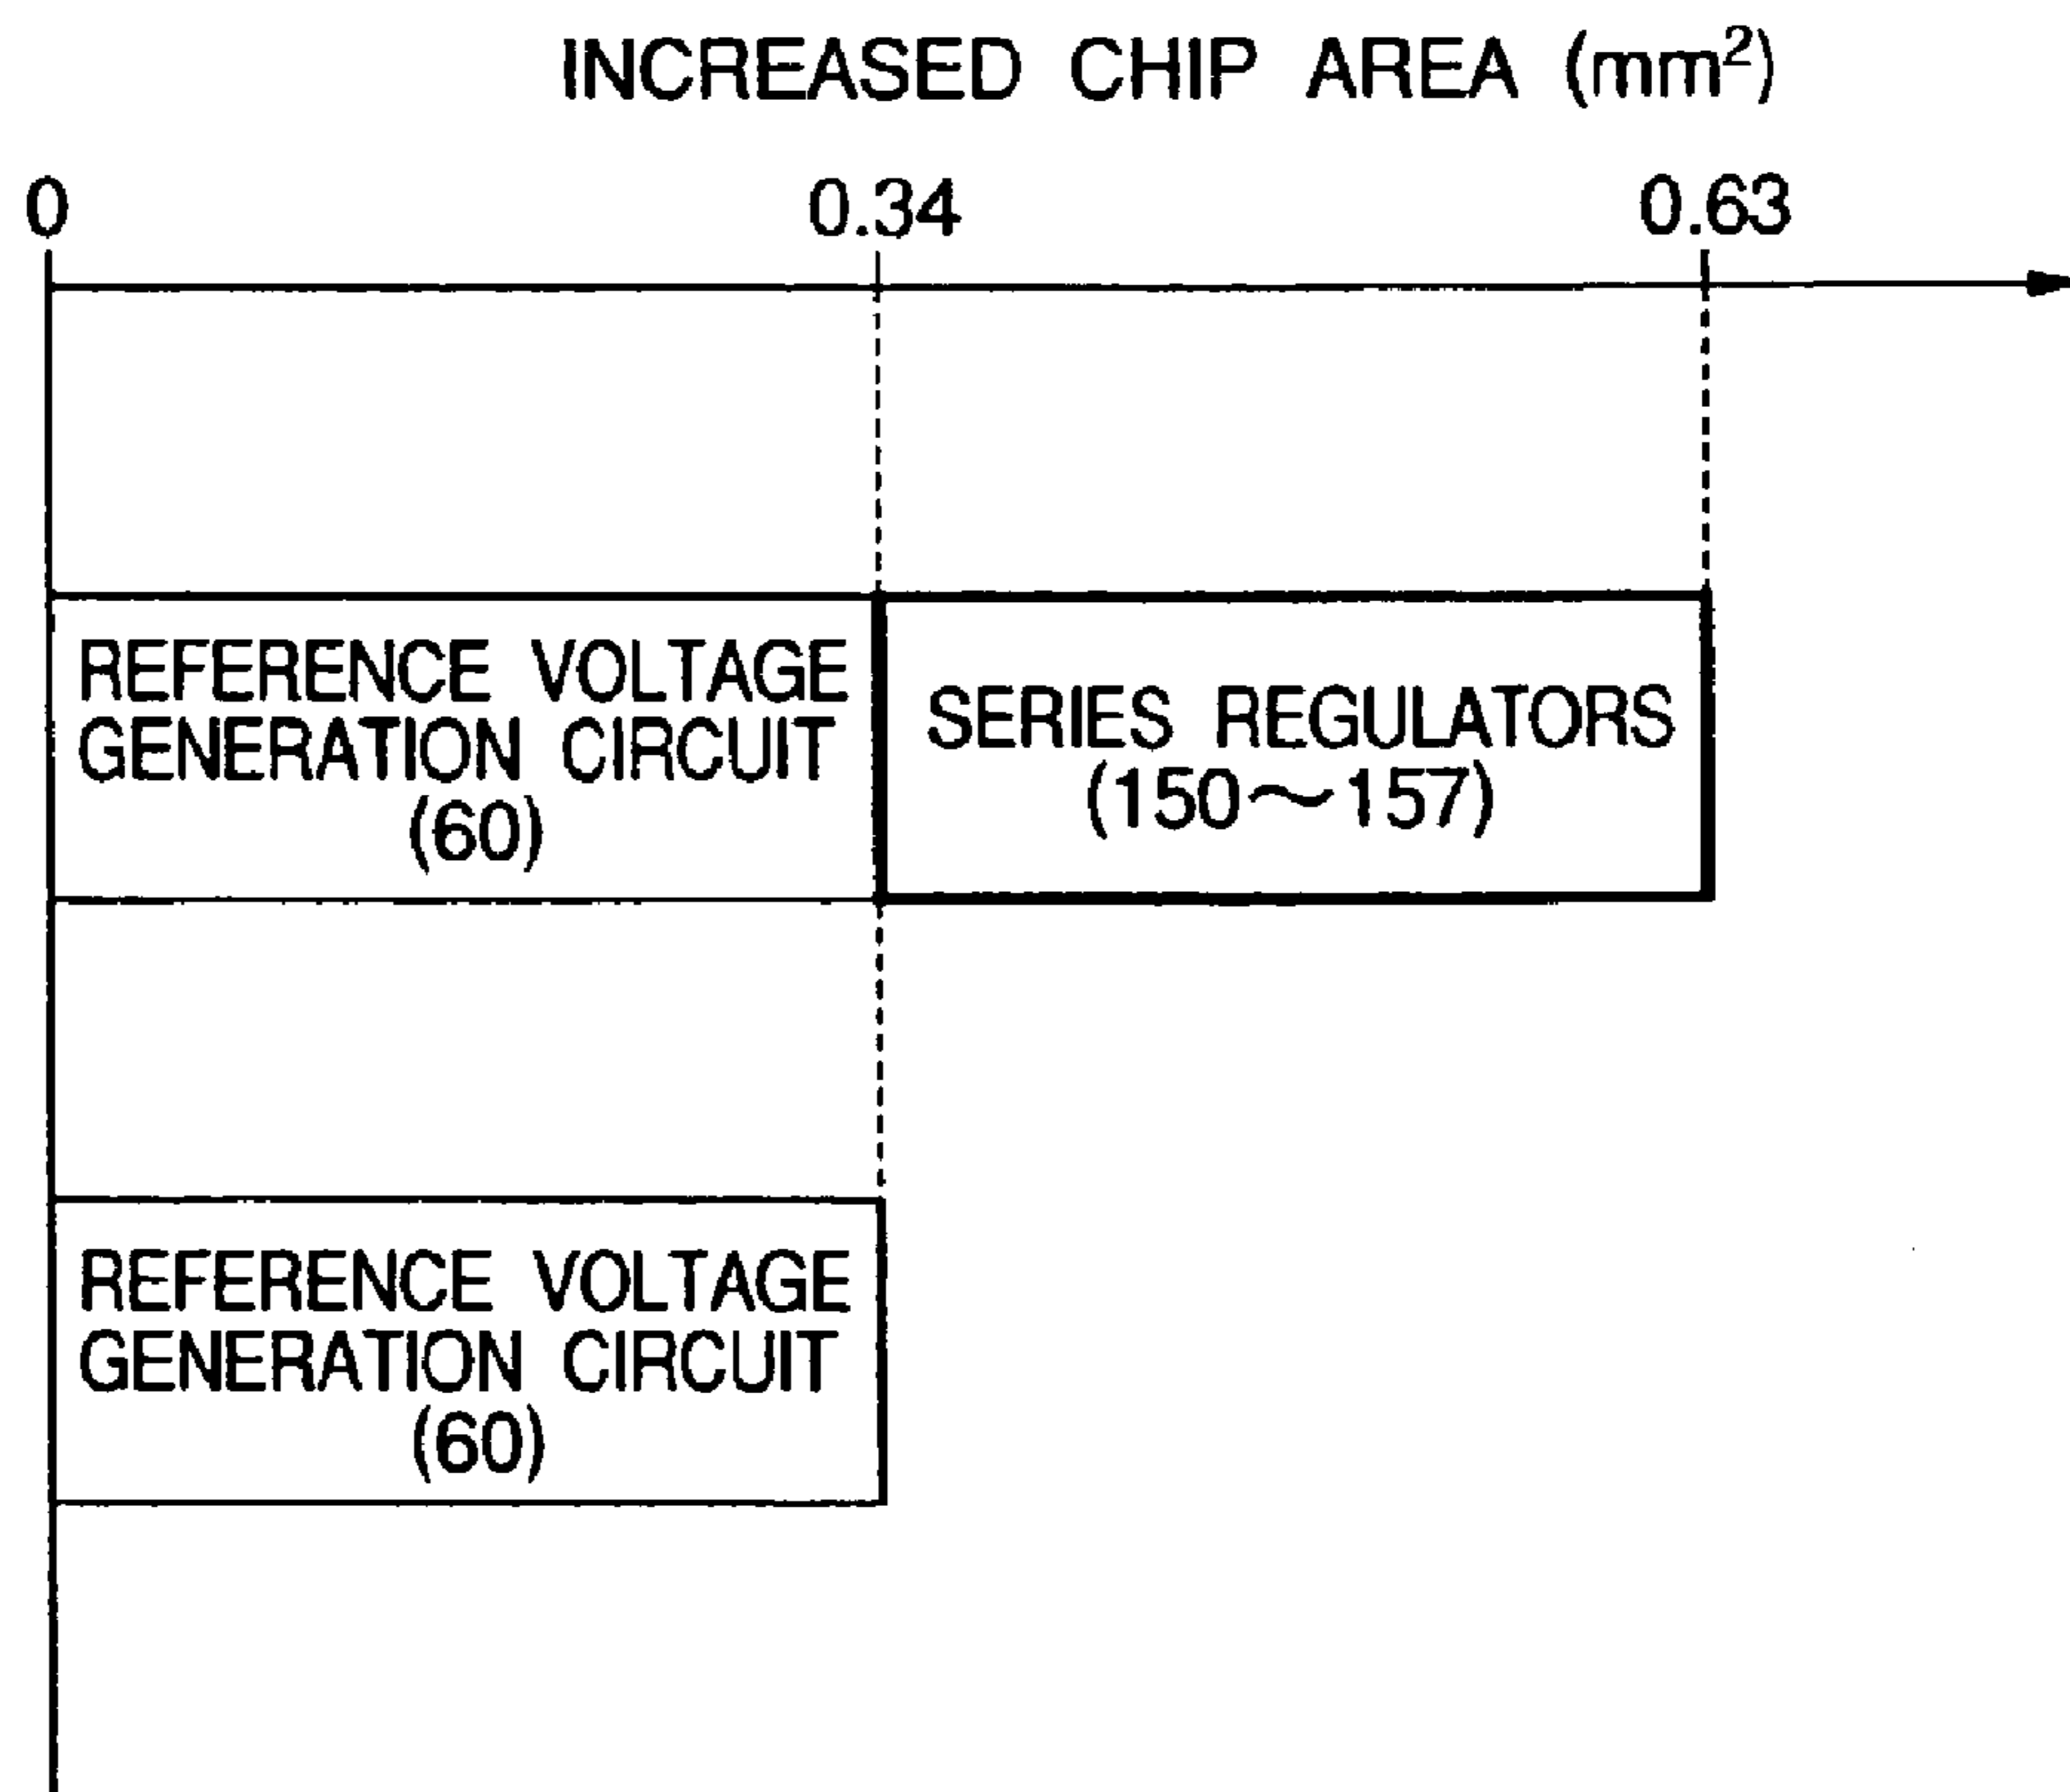 INCREASED CHIP AREA (mm²)
0 0.34 0.63
REFERENCE VOLTAGE
GENERATION CIRCUIT
(60)
SERIES REGULATORS
(150～157)
REFERENCE VOLTAGE
GENERATION CIRCUIT
(60)